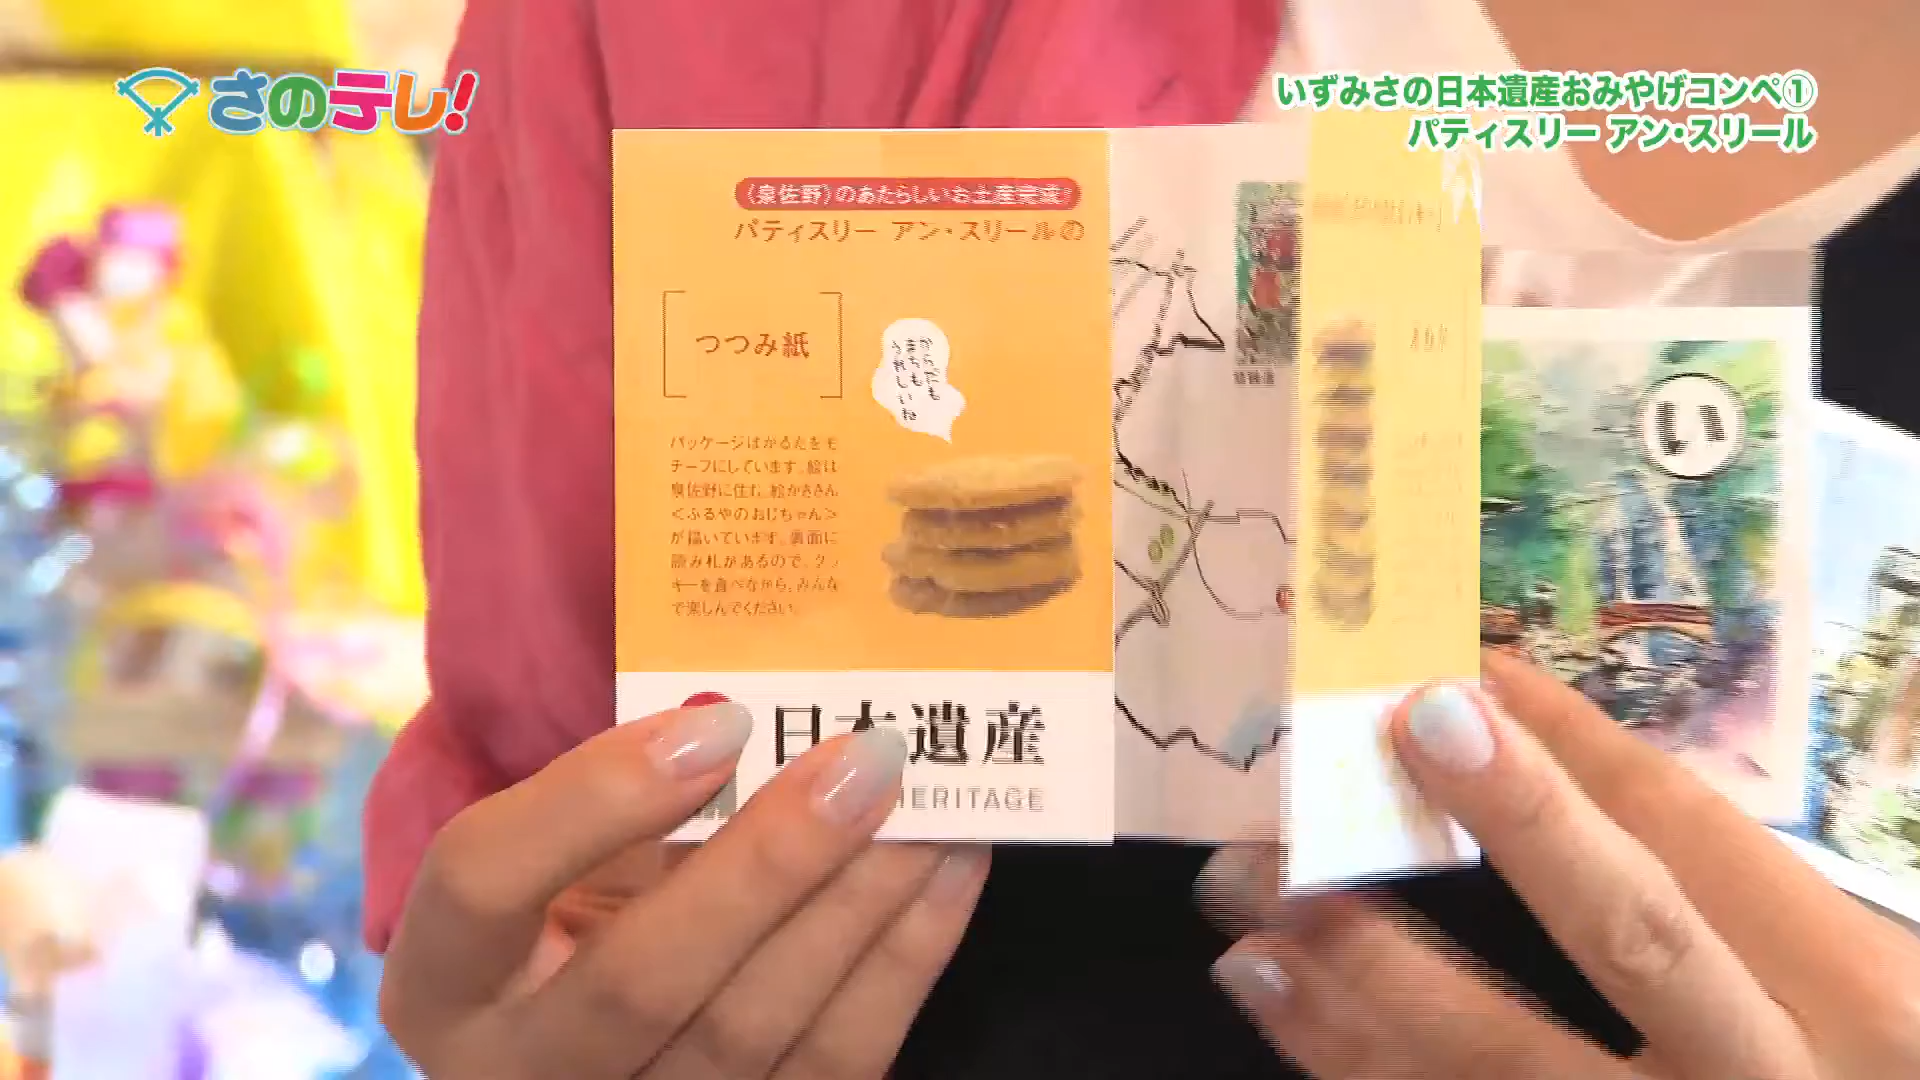 さのテレ!
いずみさの日本遺産おみやげコンペ①
パティスリー アン・スリール
〈泉佐野〉のあたらしいお土産完成!
パティスリー アン・スリールの
つつみ紙
からだも
まちも
うれしいね
パッケージはかるたをモ
チーフにしています。絵は
泉佐野に住む、絵かきさん
<ふるやのおじちゃん>
が描いています。裏面に
読み札があるので、クッ
キーを食べながら、みんな
で楽しんでください。
日本遺産
HERITAGE
い